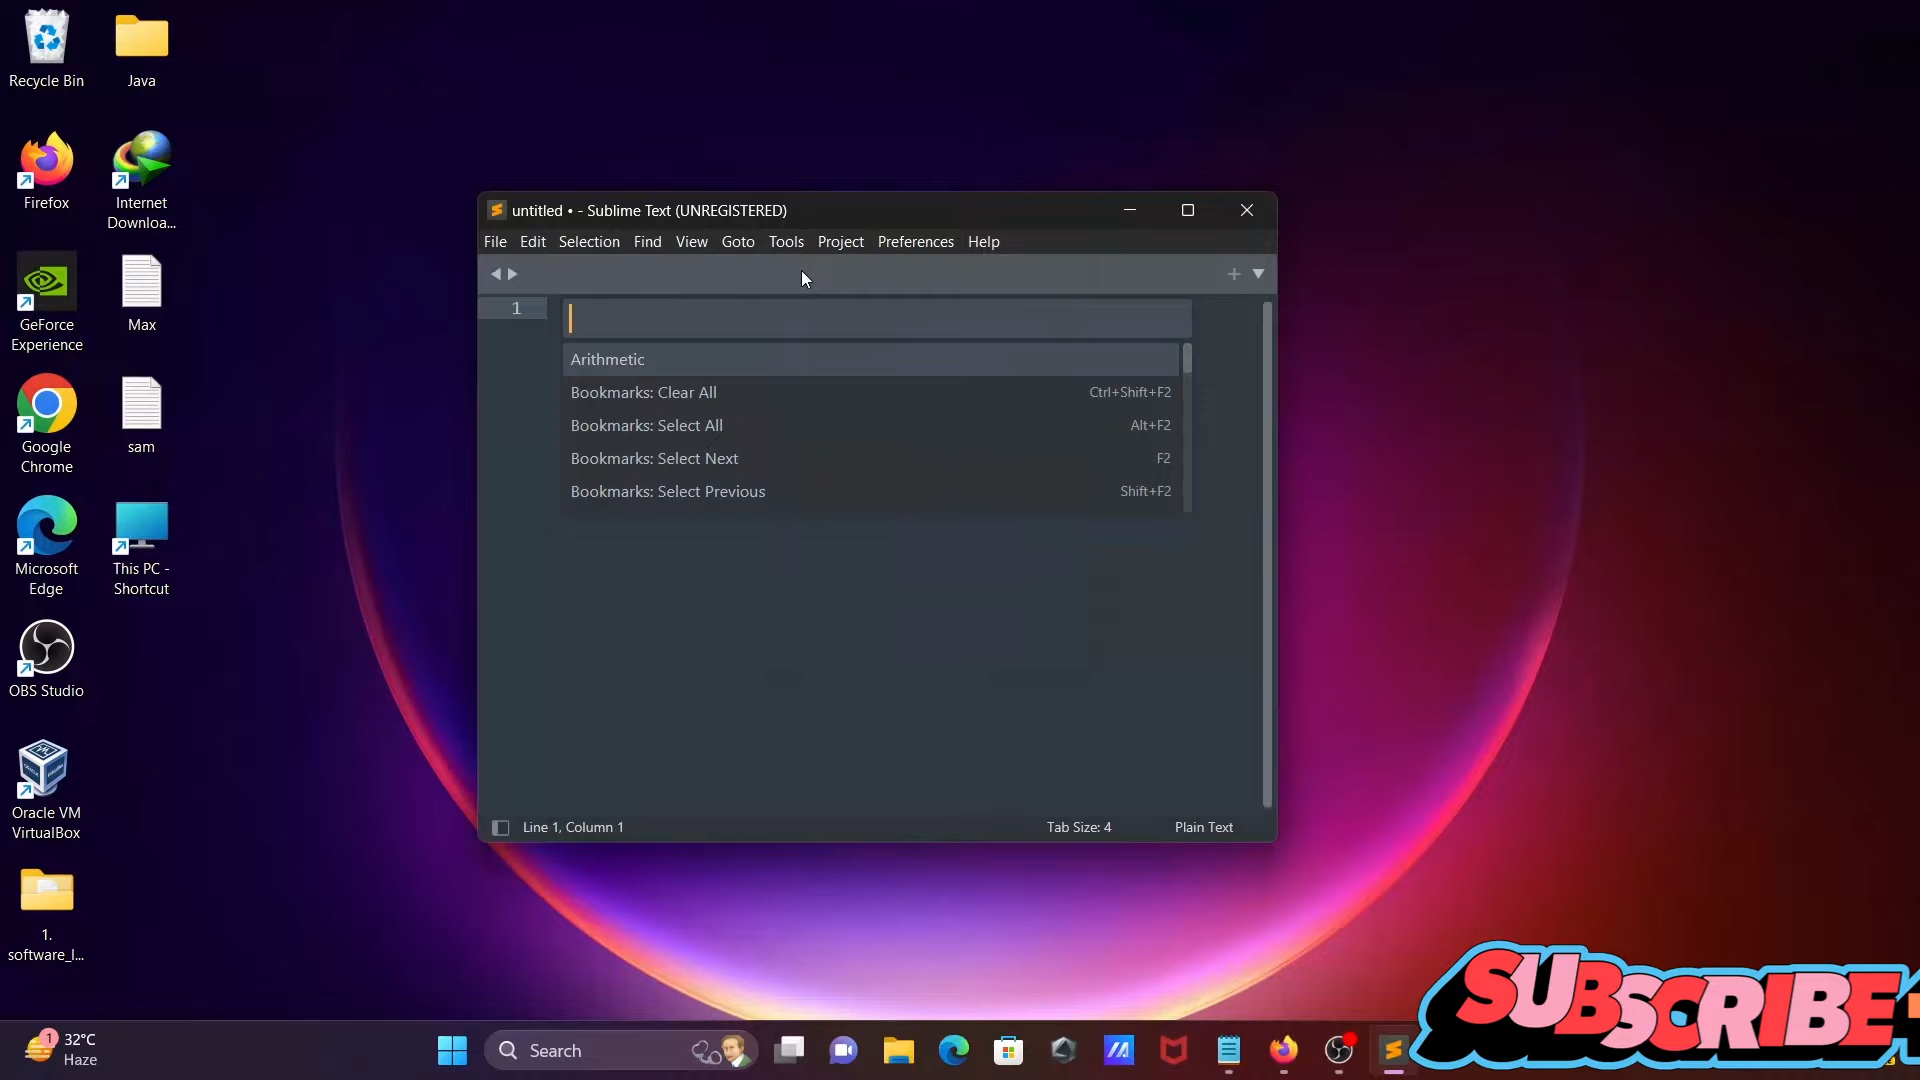 Recycle Bin
Java
Firefox
Internet
Downloa...
GeForce
Experience
Max
Google
Chrome
sam
Microsoft
Edge
This PC -
Shortcut
OBS Studio
Oracle VM
VirtualBox
1.
software_l...
untitled • - Sublime Text (UNREGISTERED)
File Edit Selection Find View Goto Tools Project Preferences Help
1
Arithmetic
Bookmarks: Clear All Ctrl+Shift+F2
Bookmarks: Select All Alt+F2
Bookmarks: Select Next F2
Bookmarks: Select Previous Shift+F2
Line 1, Column 1 Tab Size: 4 Plain Text
SUBSCRIBE
1
32°C
Haze
Search